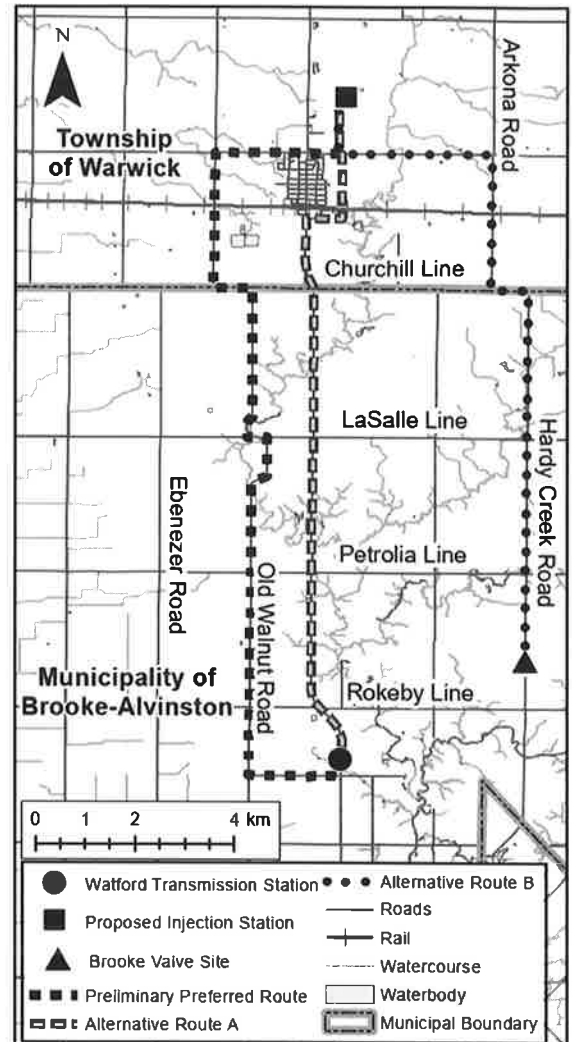 N
Arkona Road
Township
of Warwick
Churchill Line
LaSalle Line
Hardy Creek Road
Ebenezer Road
Old Walnut Road
Petrolia Line
Municipality of
Brooke-Alvinston
Rokeby Line
0 2 4 km
Watford Transmission Station
Proposed Injection Station
Brooke Valve Site
Preliminary Preferred Route
Alternative Route A
Alternative Route B
Roads
Rail
Watercourse
Waterbody
Municipal Boundary